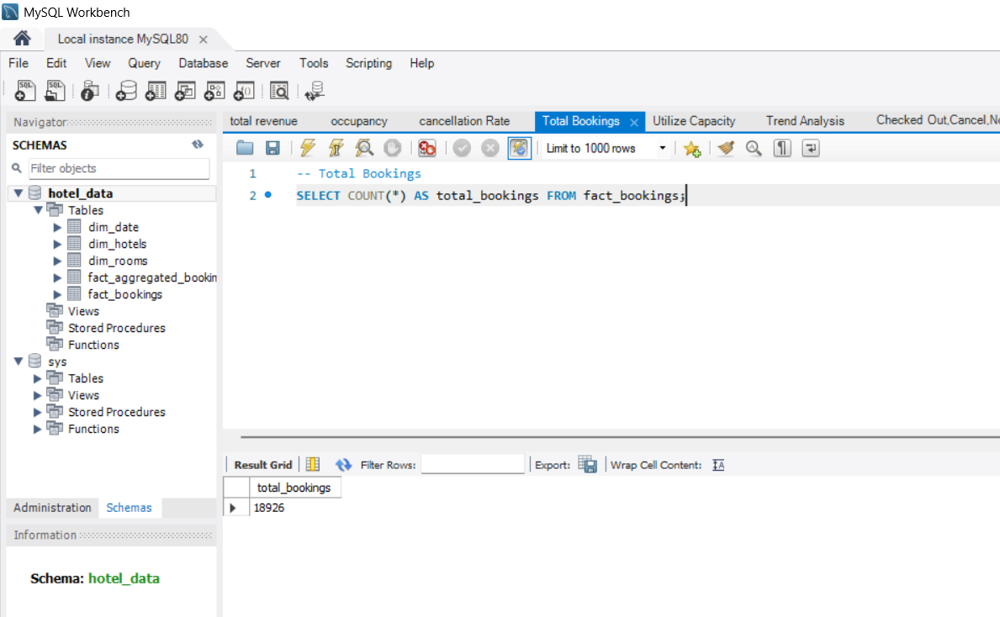 MySQL Workbench
Local instance MySQL80
File Edit View Query Database Server Tools Scripting Help
Navigator
SCHEMAS
Filter objects
hotel_data
Tables
dim_date
dim_hotels
dim_rooms
fact_aggregated_bookin
fact_bookings
Views
Stored Procedures
Functions
sys
Tables
Views
Stored Procedures
Functions
Administration Schemas
Information
Schema: hotel_data
total revenue occupancy cancellation Rate Total Bookings Utilize Capacity Trend Analysis Checked Out,Cancel,No
Limit to 1000 rows
1 -- Total Bookings
2 SELECT COUNT(*) AS total_bookings FROM fact_bookings;
Result Grid Filter Rows: Export: Wrap Cell Content: IA
total_bookings
18926